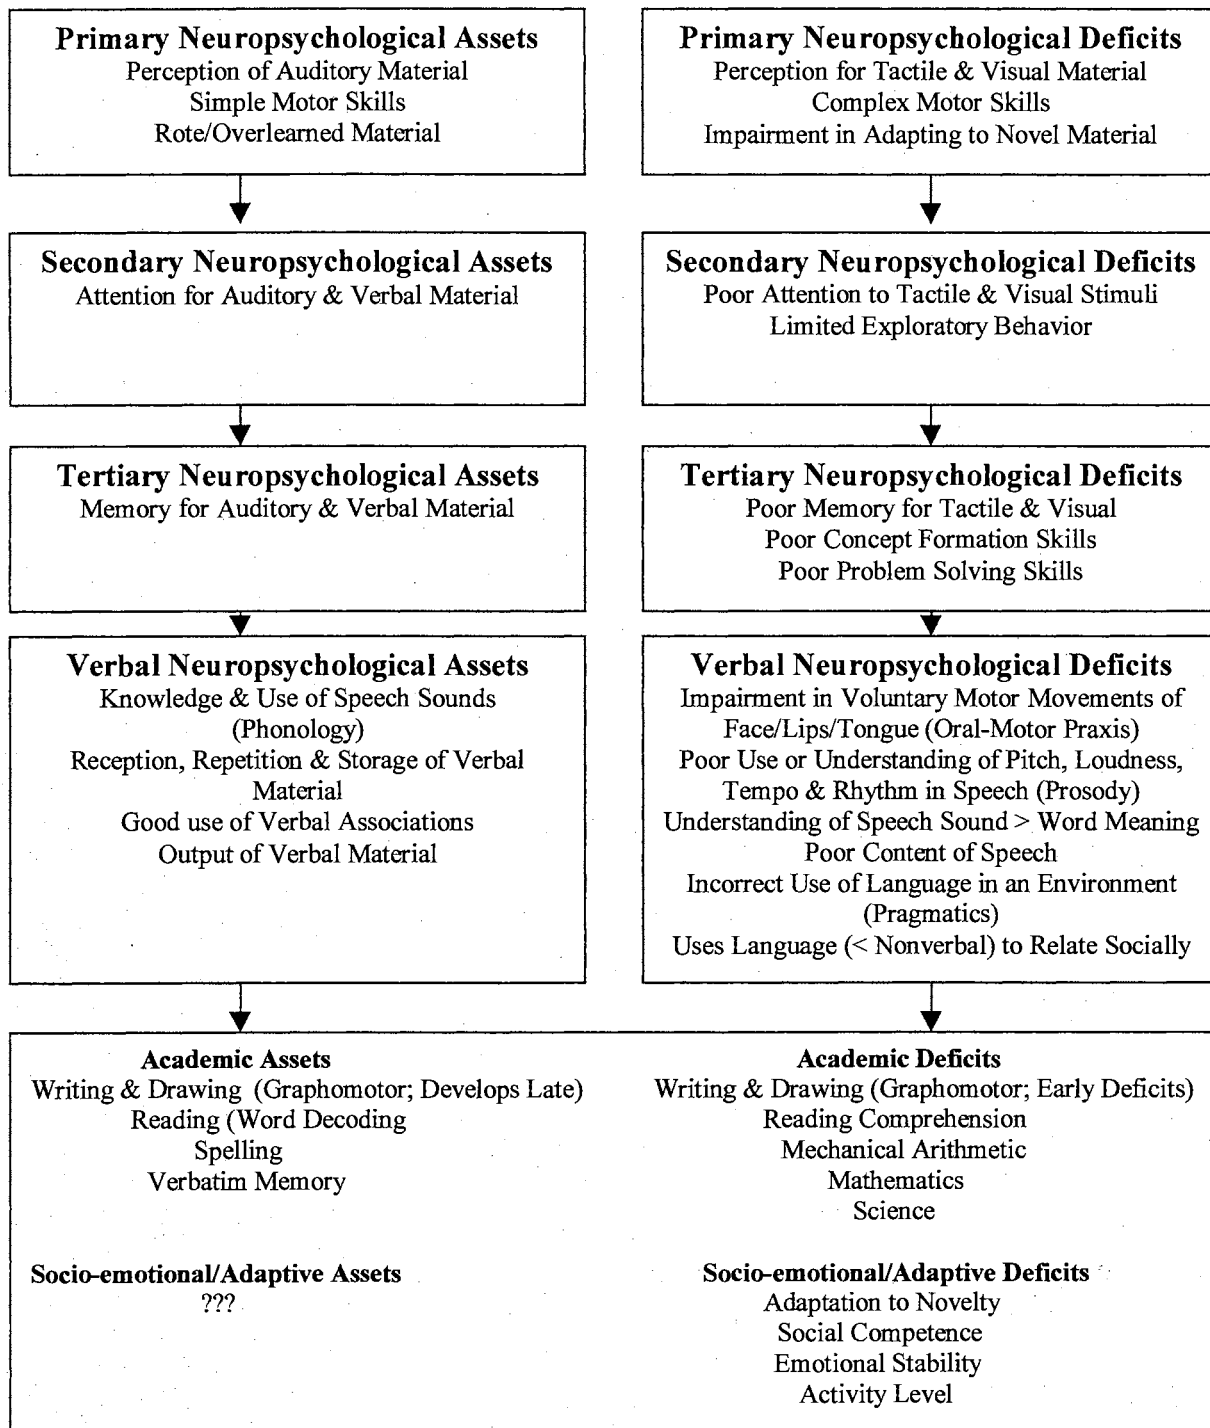 Primary Neuropsychological Assets
Perception of Auditory Material
Simple Motor Skills
Rote/Overlearned Material
Primary Neuropsychological Deficits
Perception for Tactile & Visual Material
Complex Motor Skills
Impairment in Adapting to Novel Material
Secondary Neuropsychological Assets
Attention for Auditory & Verbal Material
Secondary Neuropsychological Deficits
Poor Attention to Tactile & Visual Stimuli
Limited Exploratory Behavior
Tertiary Neuropsychological Assets
Memory for Auditory & Verbal Material
Tertiary Neuropsychological Deficits
Poor Memory for Tactile & Visual
Poor Concept Formation Skills
Poor Problem Solving Skills
Verbal Neuropsychological Assets
Knowledge & Use of Speech Sounds
(Phonology)
Reception, Repetition & Storage of Verbal
Material
Good use of Verbal Associations
Output of Verbal Material
Verbal Neuropsychological Deficits
Impairment in Voluntary Motor Movements of
Face/Lips/Tongue (Oral-Motor Praxis)
Poor Use or Understanding of Pitch, Loudness,
Tempo & Rhythm in Speech (Prosody)
Understanding of Speech Sound > Word Meaning
Poor Content of Speech
Incorrect Use of Language in an Environment
(Pragmatics)
Uses Language (< Nonverbal) to Relate Socially
Academic Assets
Writing & Drawing (Graphomotor; Develops Late)
Reading (Word Decoding
Spelling
Verbatim Memory
Academic Deficits
Writing & Drawing (Graphomotor; Early Deficits)
Reading Comprehension
Mechanical Arithmetic
Mathematics
Science
Socio-emotional/Adaptive Assets
???
Socio-emotional/Adaptive Deficits
Adaptation to Novelty
Social Competence
Emotional Stability
Activity Level